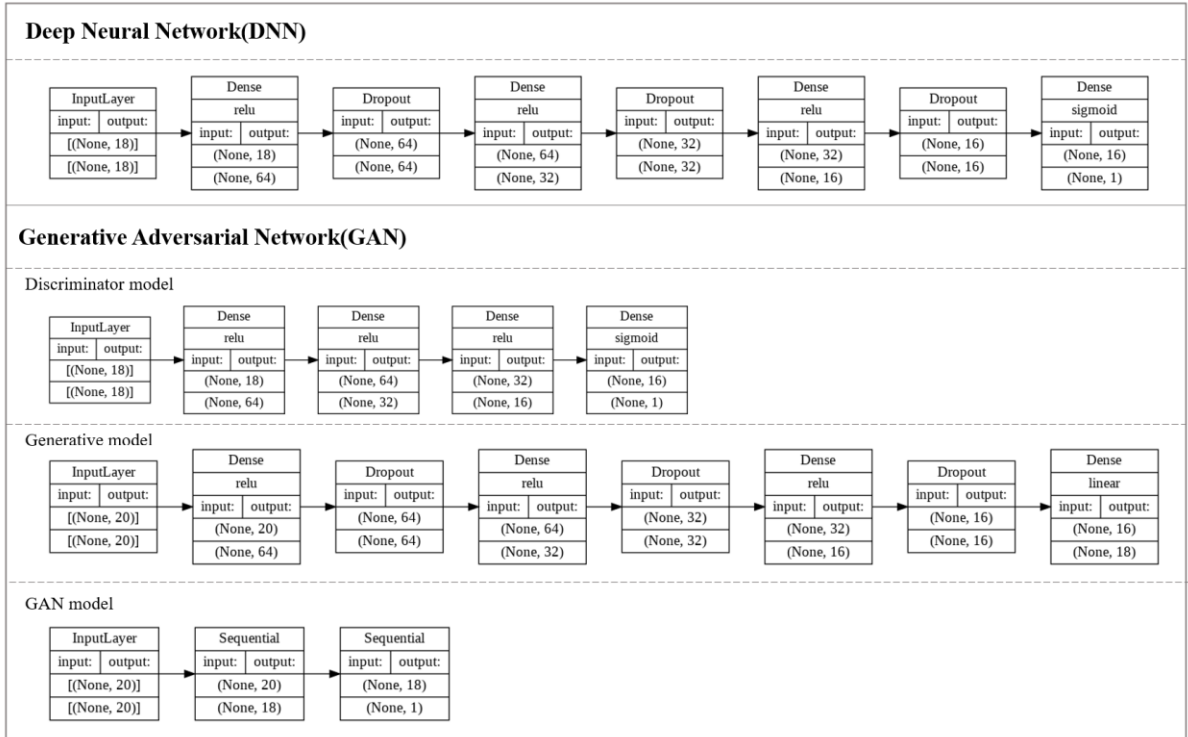 Deep Neural Network(DNN)
InputLayer
input: output:
[(None, 18)]
[(None, 18)]
Dense
relu
input: output:
(None, 18)
(None, 64)
Dropout
input: output:
(None, 64)
(None, 64)
Dense
relu
input: output:
(None, 64)
(None, 32)
Dropout
input: output:
(None, 32)
(None, 32)
Dense
relu
input: output:
(None, 32)
(None, 16)
Dropout
input: output:
(None, 16)
(None, 16)
Dense
sigmoid
input: output:
(None, 16)
(None, 1)
Generative Adversarial Network(GAN)
Discriminator model
InputLayer
input: output:
[(None, 18)]
[(None, 18)]
Dense
relu
input: output:
(None, 18)
(None, 64)
Dense
relu
input: output:
(None, 64)
(None, 32)
Dense
relu
input: output:
(None, 32)
(None, 16)
Dense
sigmoid
input: output:
(None, 16)
(None, 1)
Generative model
InputLayer
input: output:
[(None, 20)]
[(None, 20)]
Dense
relu
input: output:
(None, 20)
(None, 64)
Dropout
input: output:
(None, 64)
(None, 64)
Dense
relu
input: output:
(None, 64)
(None, 32)
Dropout
input: output:
(None, 32)
(None, 32)
Dense
relu
input: output:
(None, 32)
(None, 16)
Dropout
input: output:
(None, 16)
(None, 16)
Dense
linear
input: output:
(None, 16)
(None, 18)
GAN model
InputLayer
input: output:
[(None, 20)]
[(None, 20)]
Sequential
input: output:
(None, 20)
(None, 18)
Sequential
input: output:
(None, 18)
(None, 1)